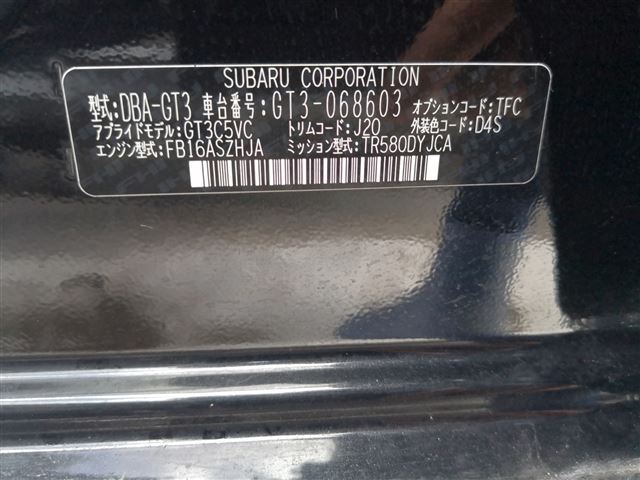 SUBARU CORPORATION
型式:DBA-GT3 車台番号:GT3-068603 オプションコード:TFC
アプライドモデル:GT3C5VC トリムコード:J20 外装色コード:D4S
エンジン型式:FB16ASZHJA ミッション型式:TR580DYJCA